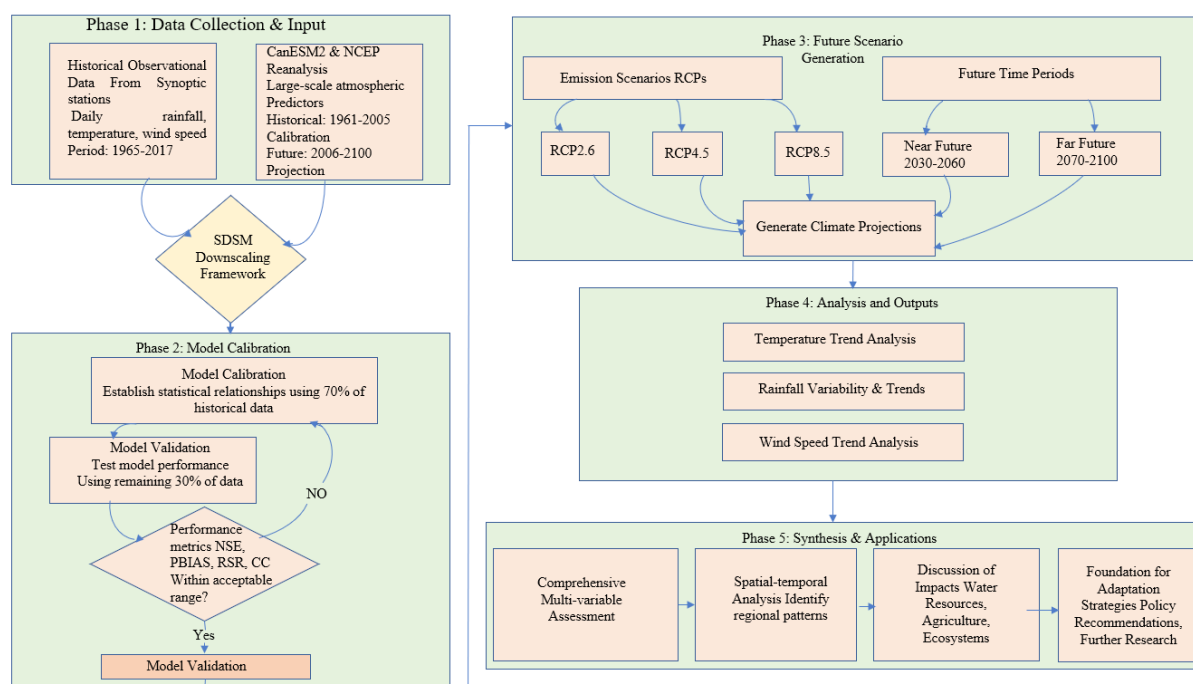 Phase 1: Data Collection & Input
Historical Observational
Data From Synoptic
stations
Daily rainfall,
temperature, wind speed
Period: 1965-2017
CanESM2 & NCEP
Reanalysis
Large-scale atmospheric
Predictors
Historical: 1961-2005
Calibration
Future: 2006-2100
Projection
SDSM
Downscaling
Framework
Phase 2: Model Calibration
Model Calibration
Establish statistical relationships using 70% of
historical data
Model Validation
Test model performance
Using remaining 30% of data
NO
Performance
metrics NSE,
PBIAS, RSR, CC
Within acceptable
range?
Yes
Model Validation
Phase 3: Future Scenario
Generation
Emission Scenarios RCPs
Future Time Periods
RCP2.6
RCP4.5
RCP8.5
Near Future
2030-2060
Far Future
2070-2100
Generate Climate Projections
Phase 4: Analysis and Outputs
Temperature Trend Analysis
Rainfall Variability & Trends
Wind Speed Trend Analysis
Phase 5: Synthesis & Applications
Comprehensive
Multi-variable
Assessment
Spatial-temporal
Analysis Identify
regional patterns
Discussion of
Impacts Water
Resources,
Agriculture,
Ecosystems
Foundation for
Adaptation
Strategies Policy
Recommendations,
Further Research